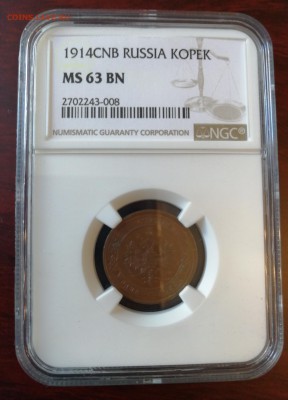 1914CNB RUSSIA KOPEK
MS 63 BN
2702243-008
NUMISMATIC GUARANTY CORPORATION
NGC®